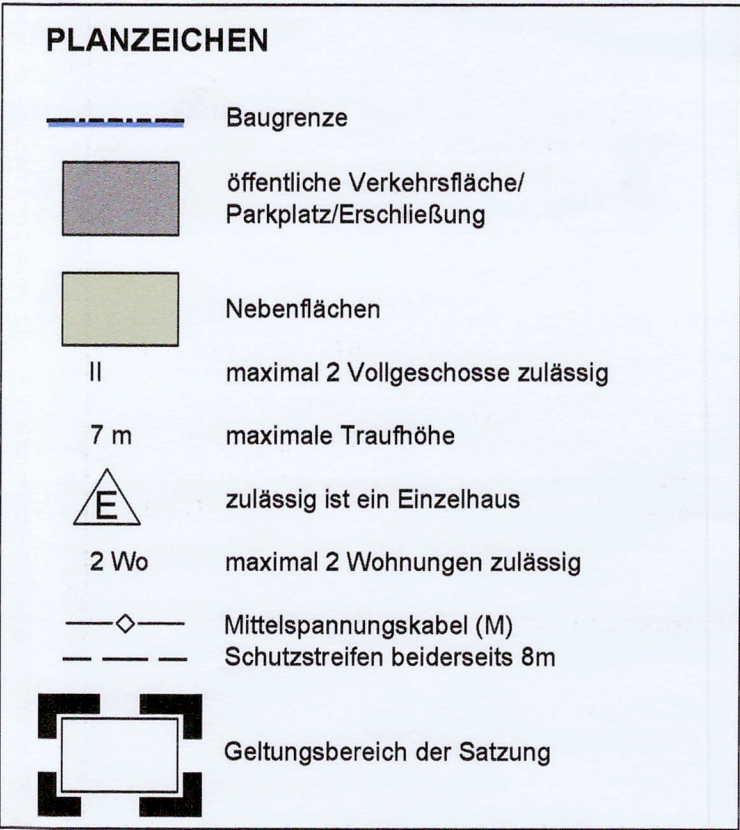 PLANZEICHEN
Baugrenze
öffentliche Verkehrsfläche/
Parkplatz/Erschließung
Nebenflächen
II maximal 2 Vollgeschosse zulässig
7 m maximale Traufhöhe
E zulässig ist ein Einzelhaus
2 Wo maximal 2 Wohnungen zulässig
Mittelspannungskabel (M)
Schutzstreifen beiderseits 8m
Geltungsbereich der Satzung